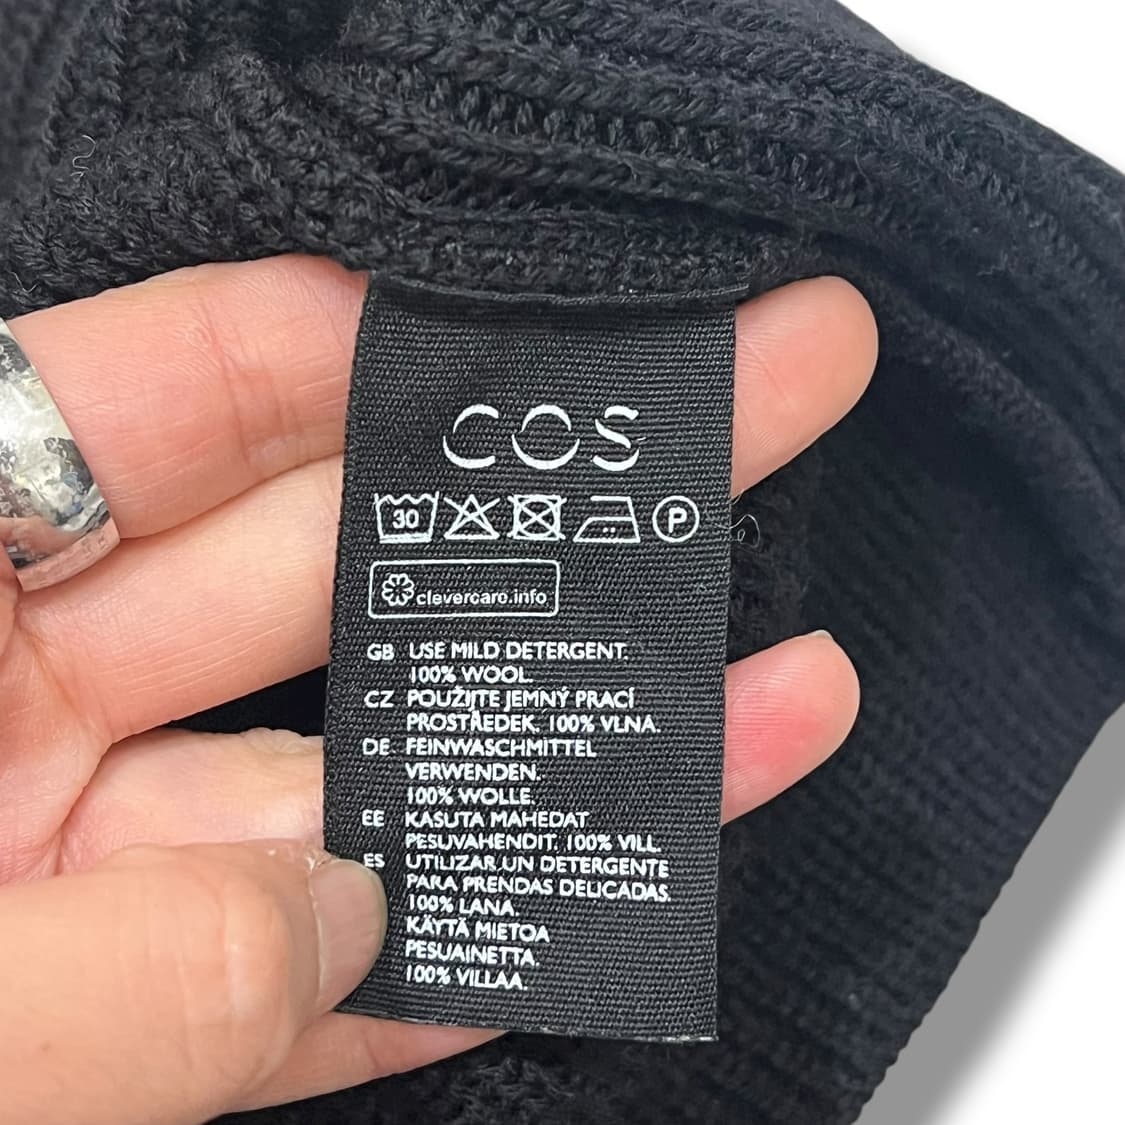 COS
30 P
clevercare.info
GB USE MILD DETERGENT.
100% WOOL.
CZ POUŽIJTE JEMNÝ PRACÍ
PROSTŘEDEK. 100% VLNA.
DE FEINWASCHMITTEL
VERWENDEN.
100% WOLLE.
EE KASUTA MAHEDAT
PESUVAHENDIT. 100% VILL.
ES UTILIZAR UN DETERGENTE
PARA PRENDAS DELICADAS.
100% LANA.
KÄYTÄ MIETOA
PESUAINETTA.
100% VILLAA.